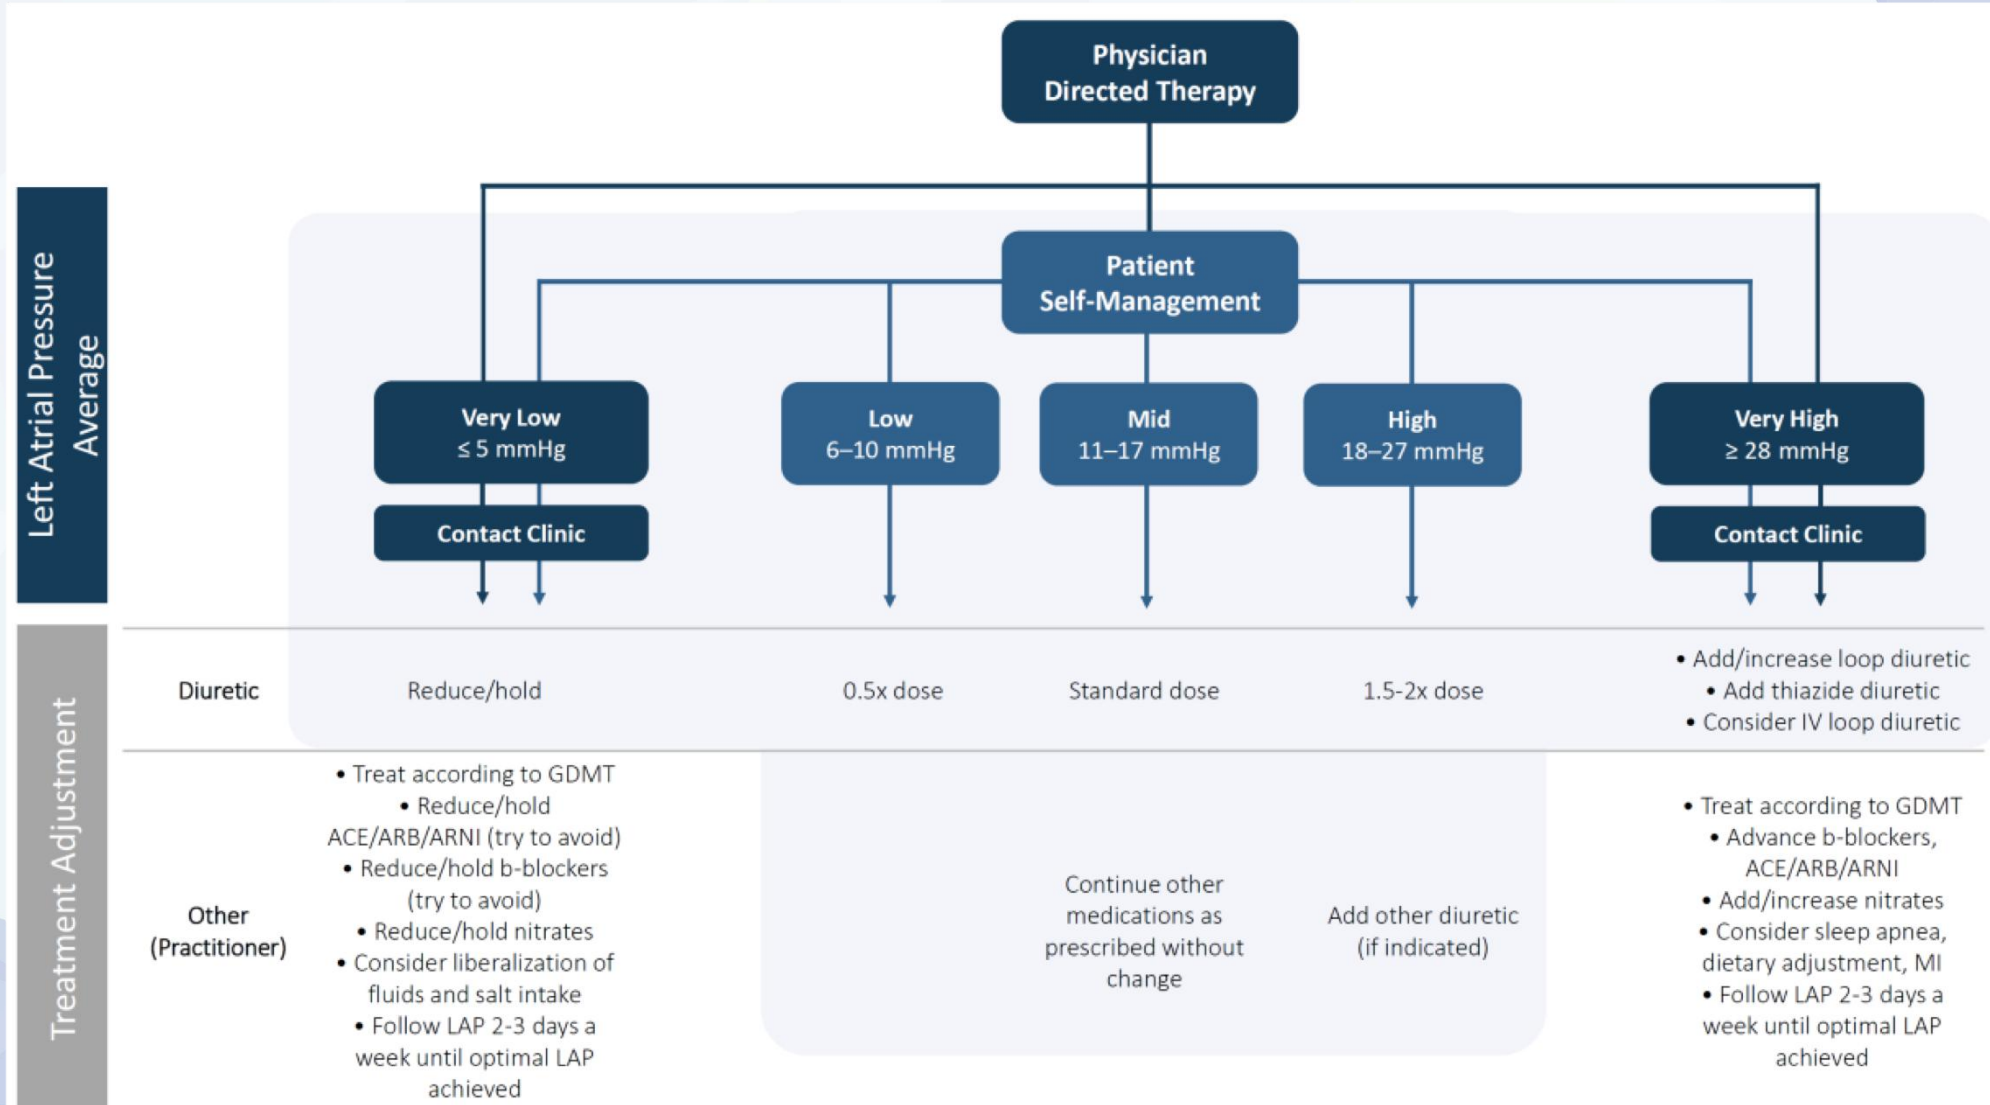 Physician
Directed Therapy
Left Atrial Pressure
Average
Patient
Self-Management
Very Low
≤ 5 mmHg
Low
6–10 mmHg
Mid
11–17 mmHg
High
18–27 mmHg
Very High
≥ 28 mmHg
Contact Clinic
Contact Clinic
Treatment Adjustment
Diuretic
Reduce/hold
0.5x dose
Standard dose
1.5-2x dose
• Add/increase loop diuretic
• Add thiazide diuretic
• Consider IV loop diuretic
Other
(Practitioner)
• Treat according to GDMT
• Reduce/hold
ACE/ARB/ARNI (try to avoid)
• Reduce/hold b-blockers
(try to avoid)
• Reduce/hold nitrates
• Consider liberalization of
fluids and salt intake
• Follow LAP 2-3 days a
week until optimal LAP
achieved
Continue other
medications as
prescribed without
change
Add other diuretic
(if indicated)
• Treat according to GDMT
• Advance b-blockers,
ACE/ARB/ARNI
• Add/increase nitrates
• Consider sleep apnea,
dietary adjustment, MI
• Follow LAP 2-3 days a
week until optimal LAP
achieved